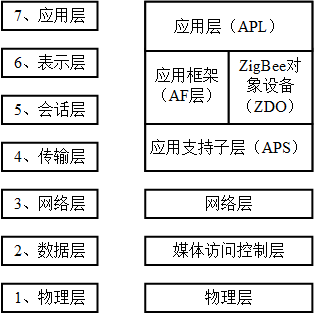 7、应用层
应用层（APL）
6、表示层
应用框架
（AF层）
ZigBee对
象设备
（ZDO）
5、会话层
4、传输层
应用支持子层（APS）
3、网络层
网络层
2、数据层
媒体访问控制层
1、物理层
物理层